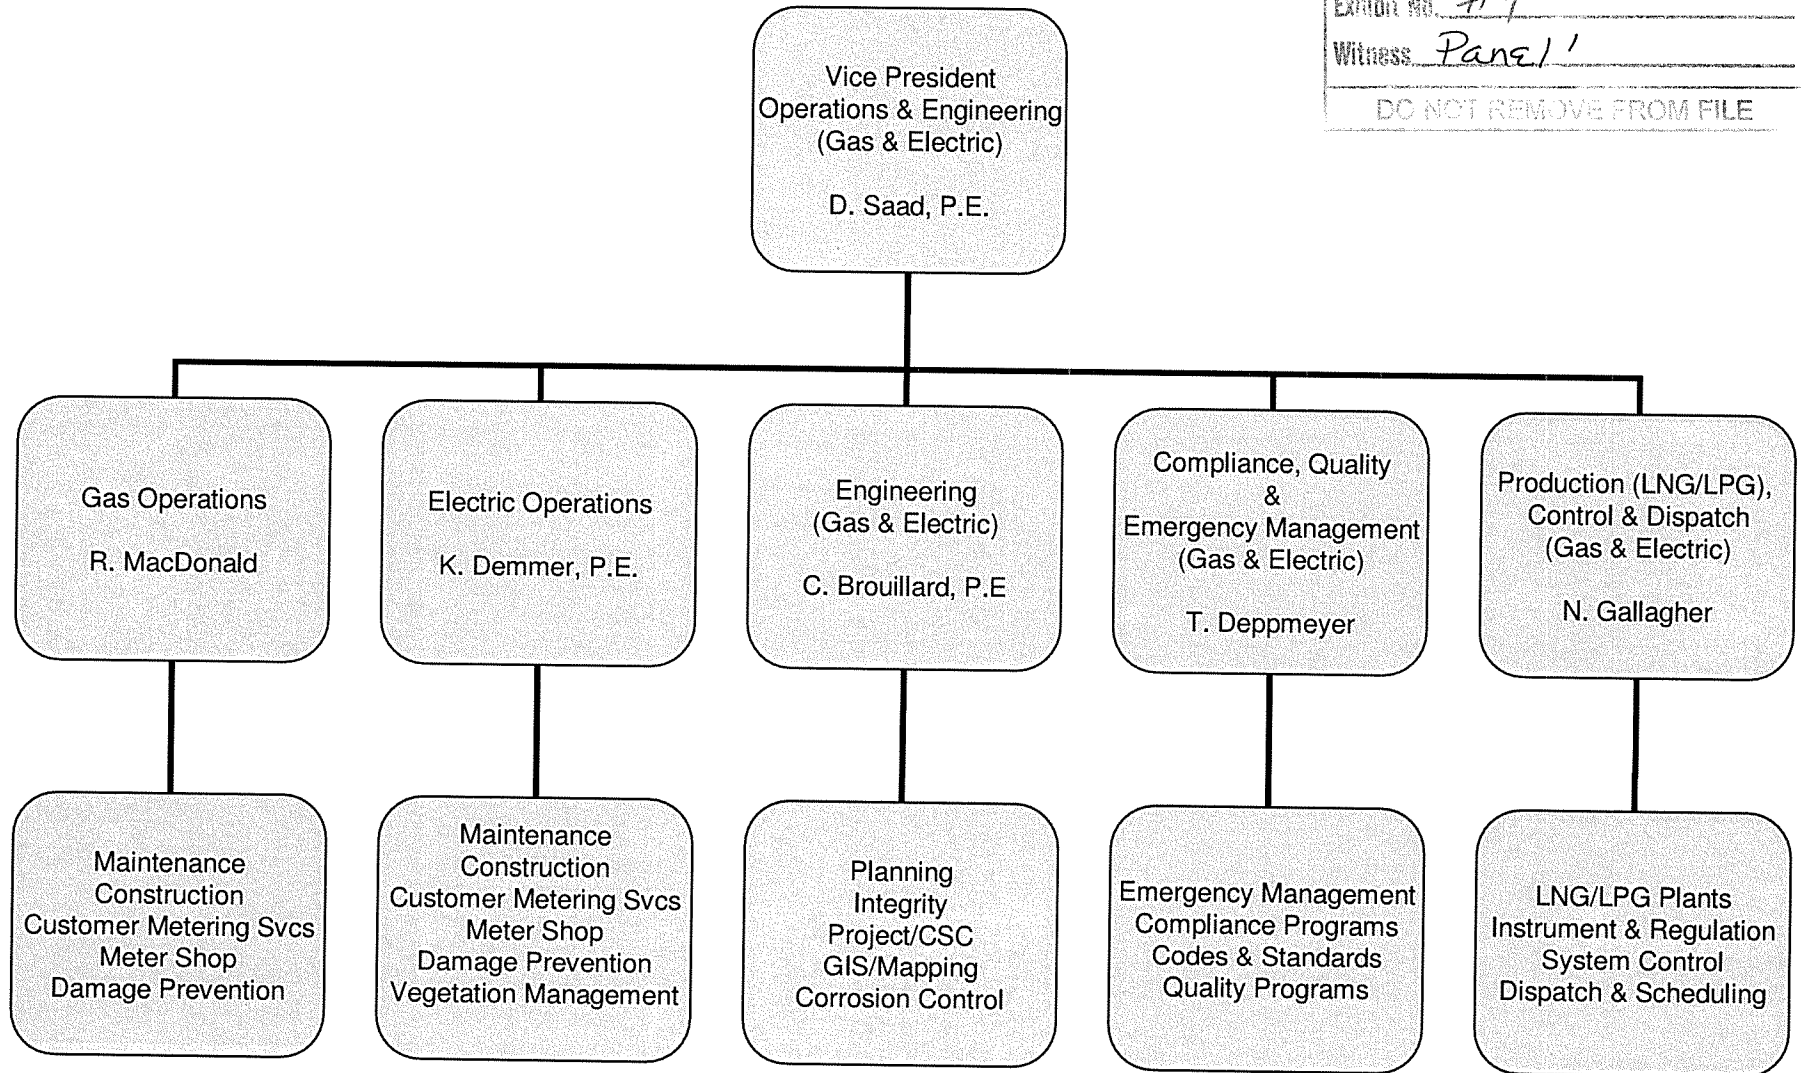 Exhibit No.
Witness Panel 1
DO NOT REMOVE FROM FILE
Vice President
Operations & Engineering
(Gas & Electric)
D. Saad, P.E.
Gas Operations
R. MacDonald
Electric Operations
K. Demmer, P.E.
Engineering
(Gas & Electric)
C. Brouillard, P.E
Compliance, Quality
&
Emergency Management
(Gas & Electric)
T. Deppmeyer
Production (LNG/LPG),
Control & Dispatch
(Gas & Electric)
N. Gallagher
Maintenance
Construction
Customer Metering Svcs
Meter Shop
Damage Prevention
Maintenance
Construction
Customer Metering Svcs
Meter Shop
Damage Prevention
Vegetation Management
Planning
Integrity
Project/CSC
GIS/Mapping
Corrosion Control
Emergency Management
Compliance Programs
Codes & Standards
Quality Programs
LNG/LPG Plants
Instrument & Regulation
System Control
Dispatch & Scheduling